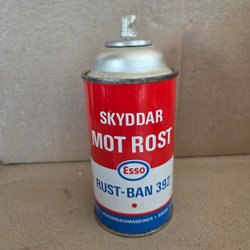 SKYDDAR
MOT ROST
Esso
RUST-BAN 392